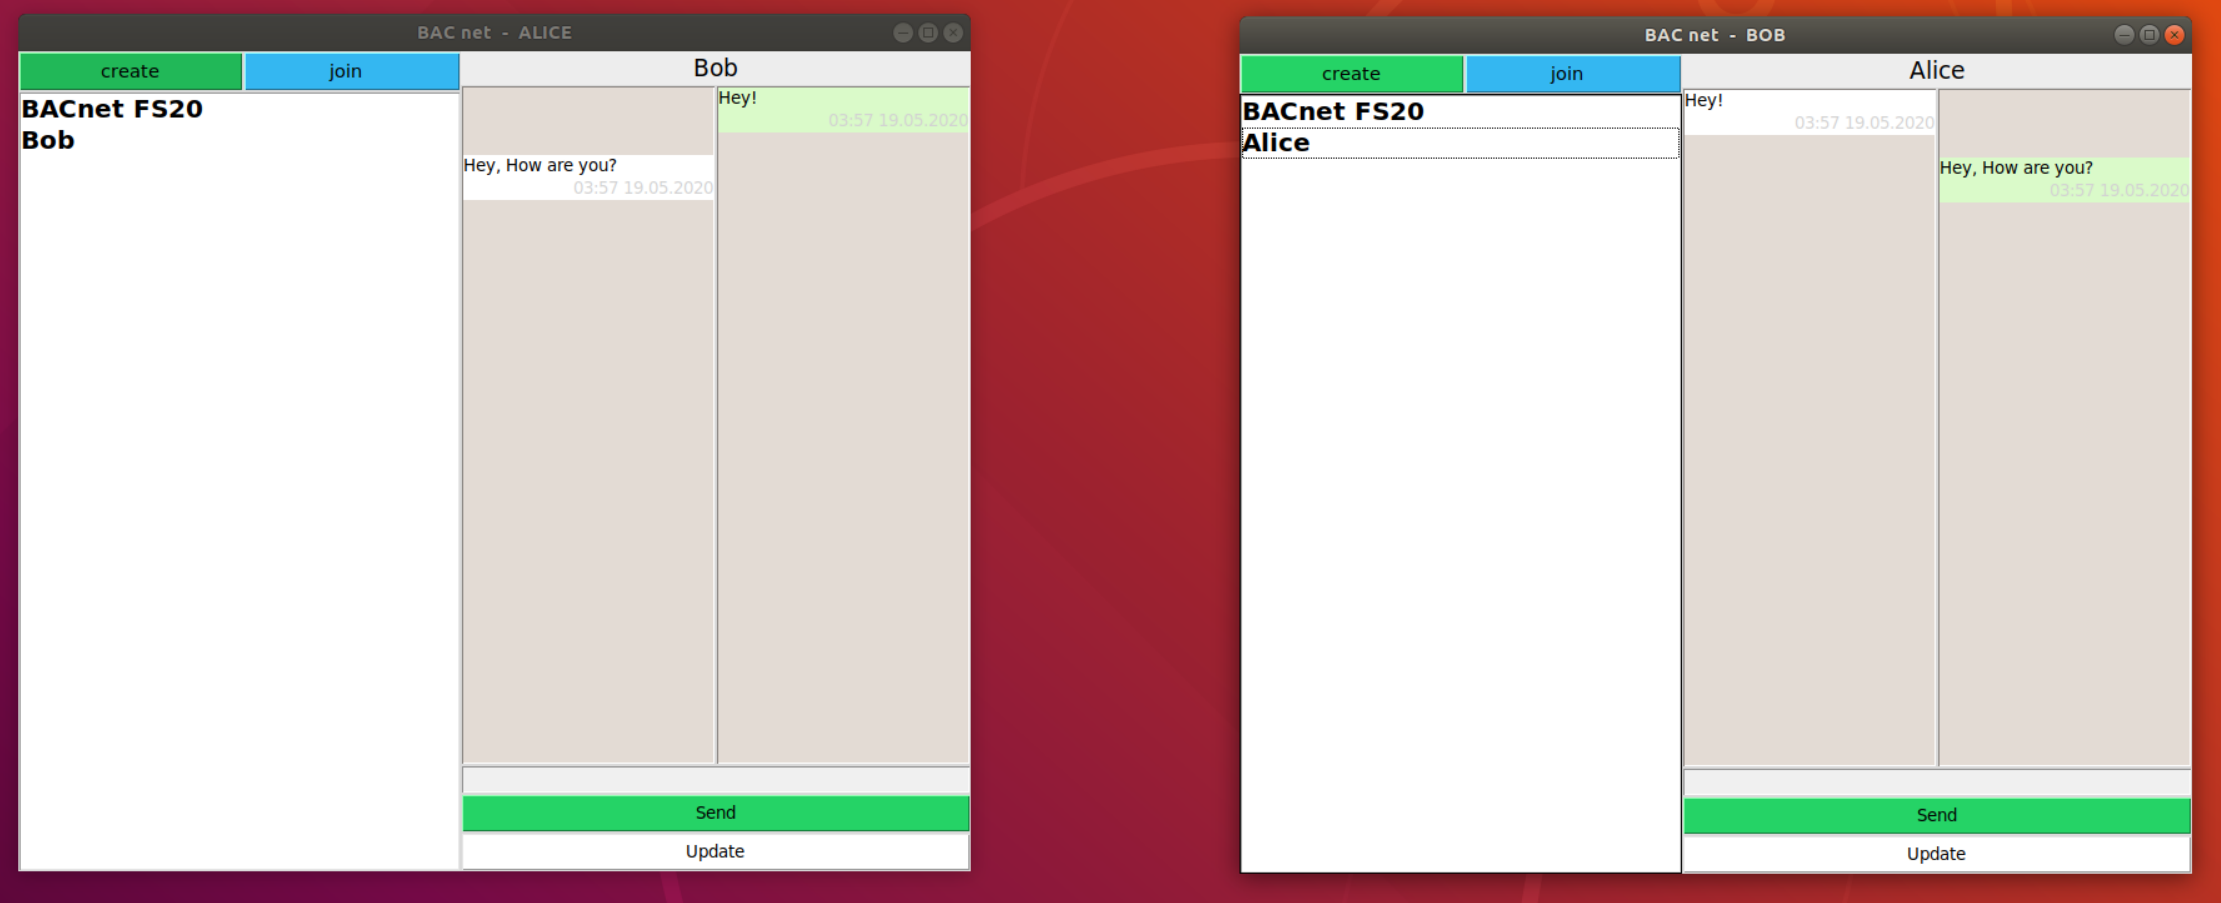 BAC net - ALICE
create join
Bob
BACnet FS20
Bob
Hey!
03:57 19.05.2020
Hey, How are you?
03:57 19.05.2020
Send
Update
BAC net - BOB
create join
Alice
BACnet FS20
Alice
Hey!
03:57 19.05.2020
Hey, How are you?
03:57 19.05.2020
Send
Update